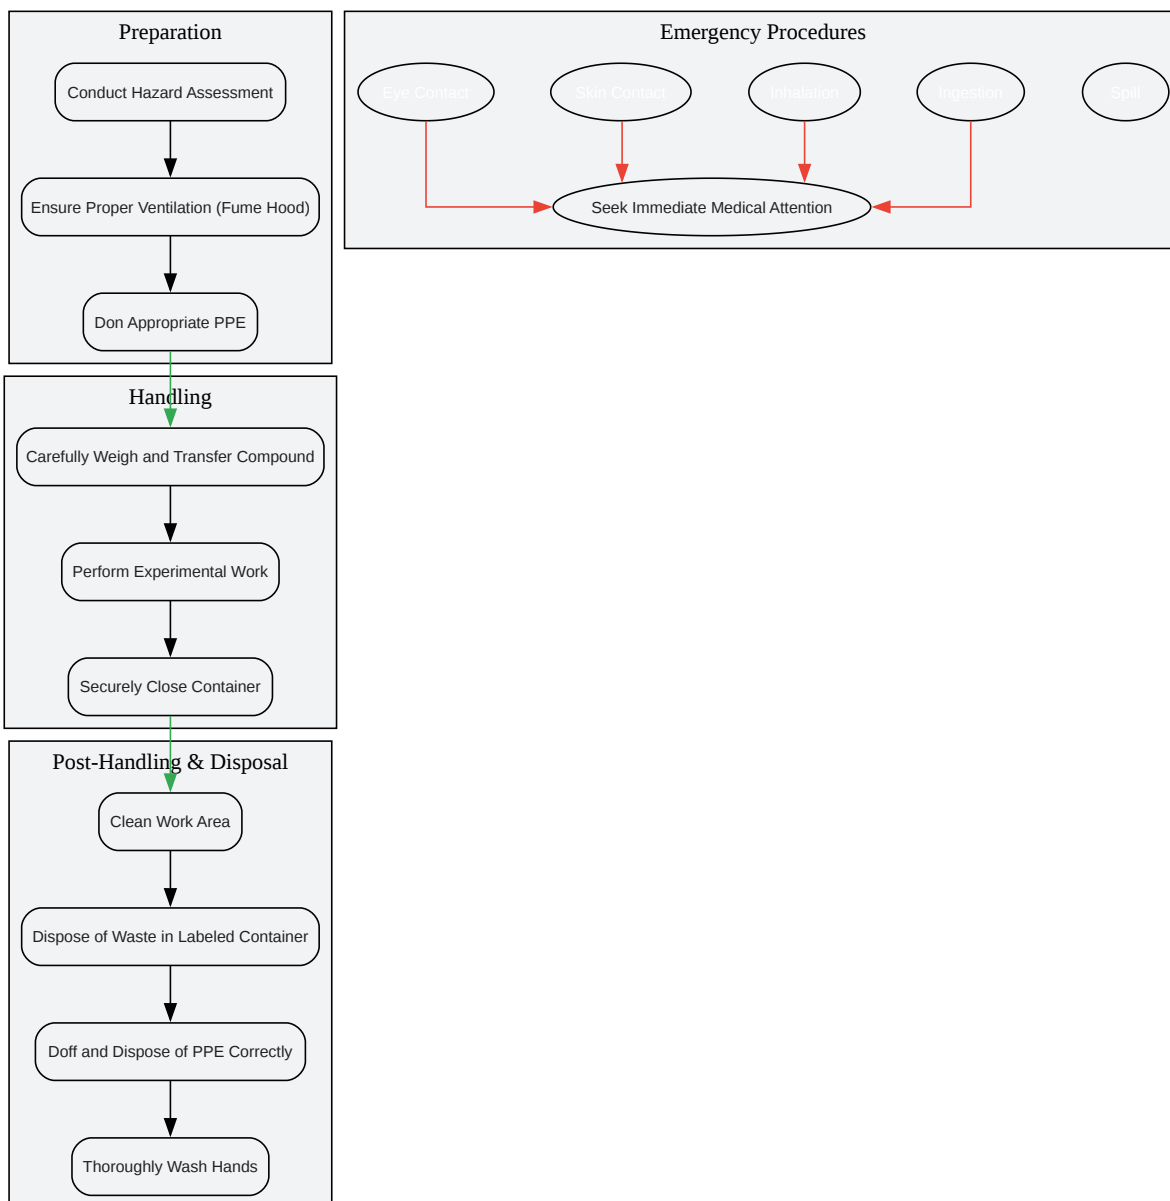 Preparation
Conduct Hazard Assessment
Ensure Proper Ventilation (Fume Hood)
Don Appropriate PPE
Handling
Carefully Weigh and Transfer Compound
Perform Experimental Work
Securely Close Container
Post-Handling & Disposal
Clean Work Area
Dispose of Waste in Labeled Container
Doff and Dispose of PPE Correctly
Thoroughly Wash Hands
Emergency Procedures
Eye Contact
Skin Contact
Inhalation
Ingestion
Spill
Seek Immediate Medical Attention